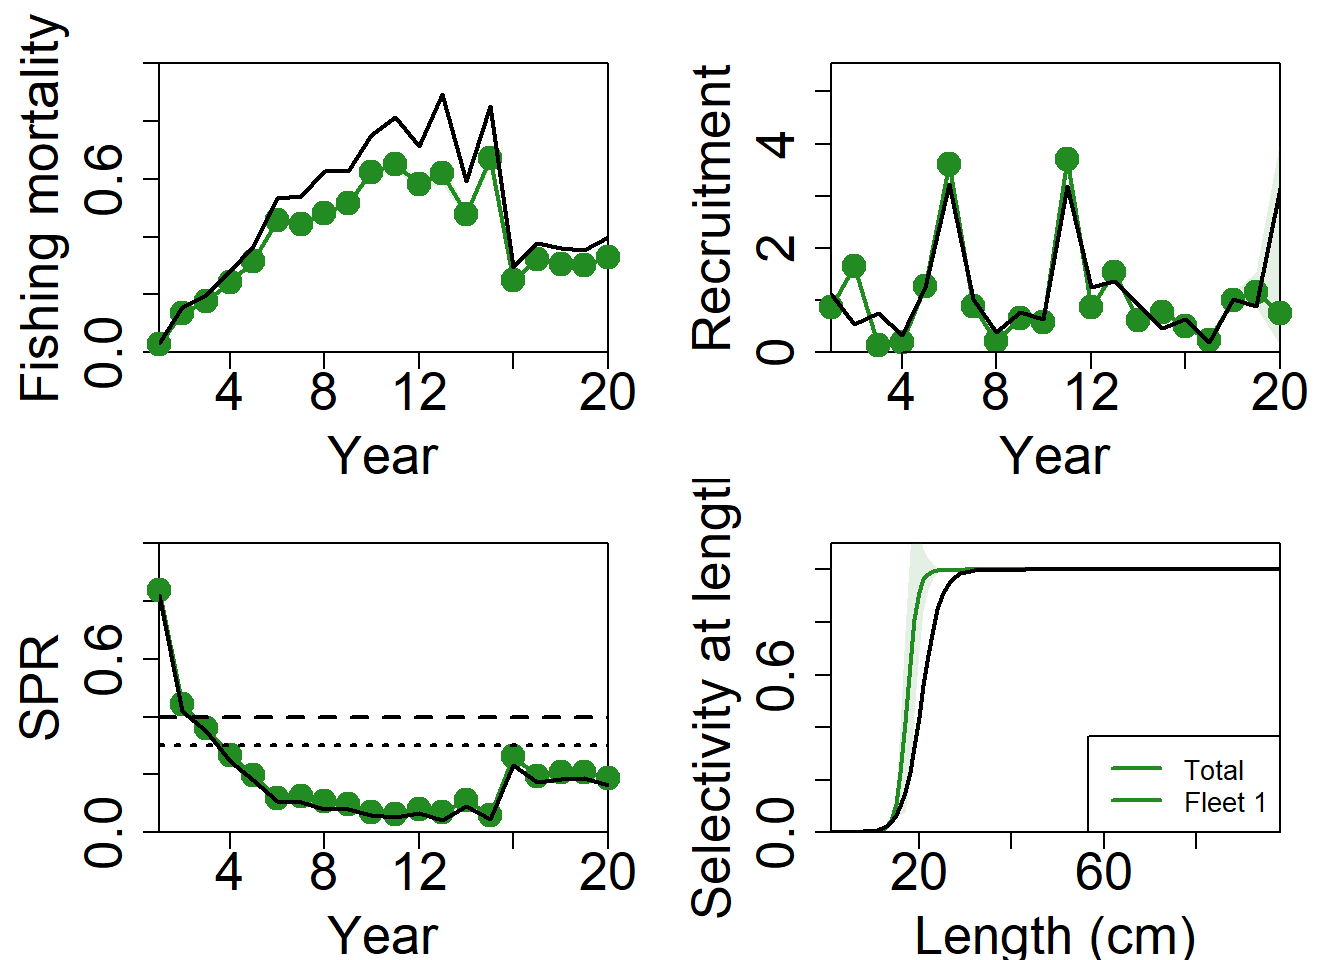 Fishing mortality
0.6
0.0
4 8 12 20
Year
Recruitment
4
2
0
4 8 12 20
Year
SPR
0.6
0.0
4 8 12 20
Year
Selectivity at lengtl
0.6
0.0
20 60
Length (cm)
Total
Fleet 1